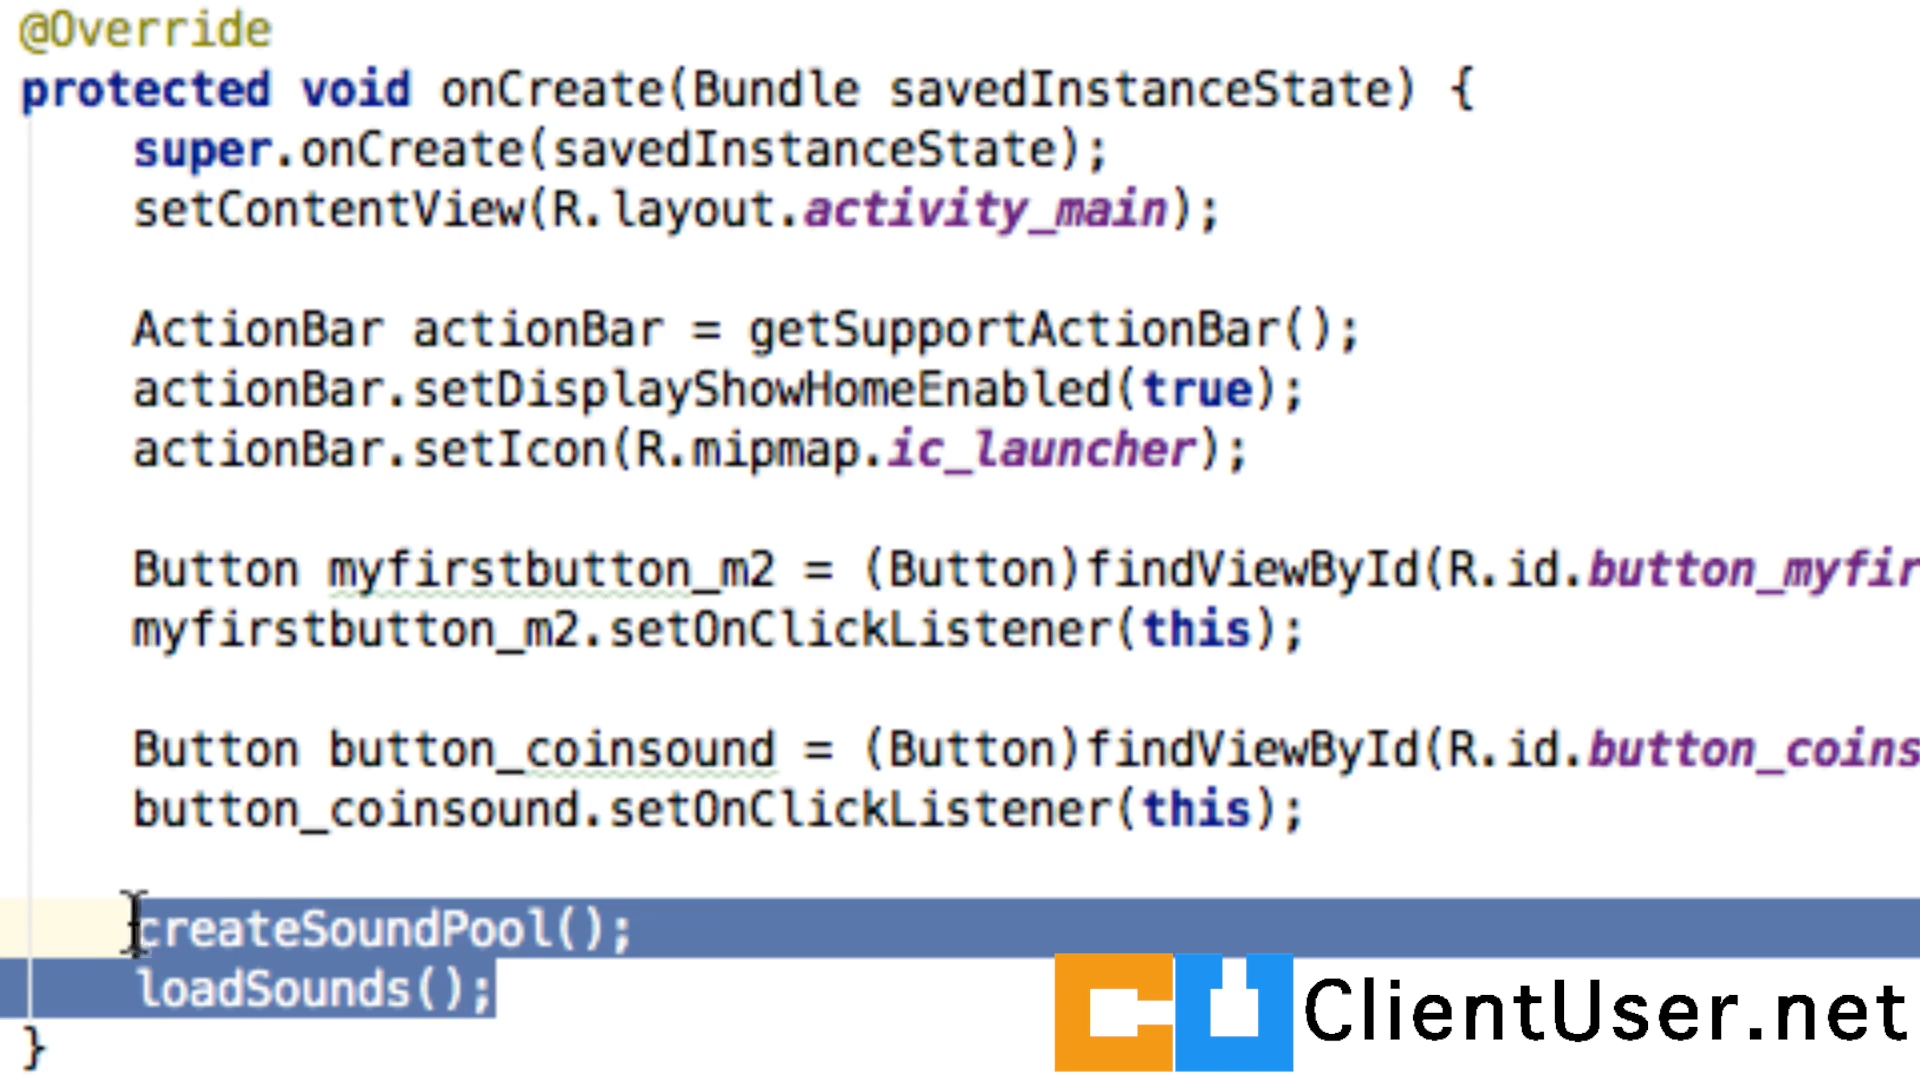 @Override
protected void onCreate(Bundle savedInstanceState) {
super.onCreate(savedInstanceState);
setContentView(R.layout.activity_main);
ActionBar actionBar = getSupportActionBar();
actionBar.setDisplayShowHomeEnabled(true);
actionBar.setIcon(R.mipmap.ic_launcher);
Button myfirstbutton_m2 = (Button)findViewById(R.id.button_myfir
myfirstbutton_m2.setOnClickListener(this);
Button button_coinsound = (Button)findViewById(R.id.button_coins
button_coinsound.setOnClickListener(this);
createSoundPool();
loadSounds();
}
CU ClientUser.net